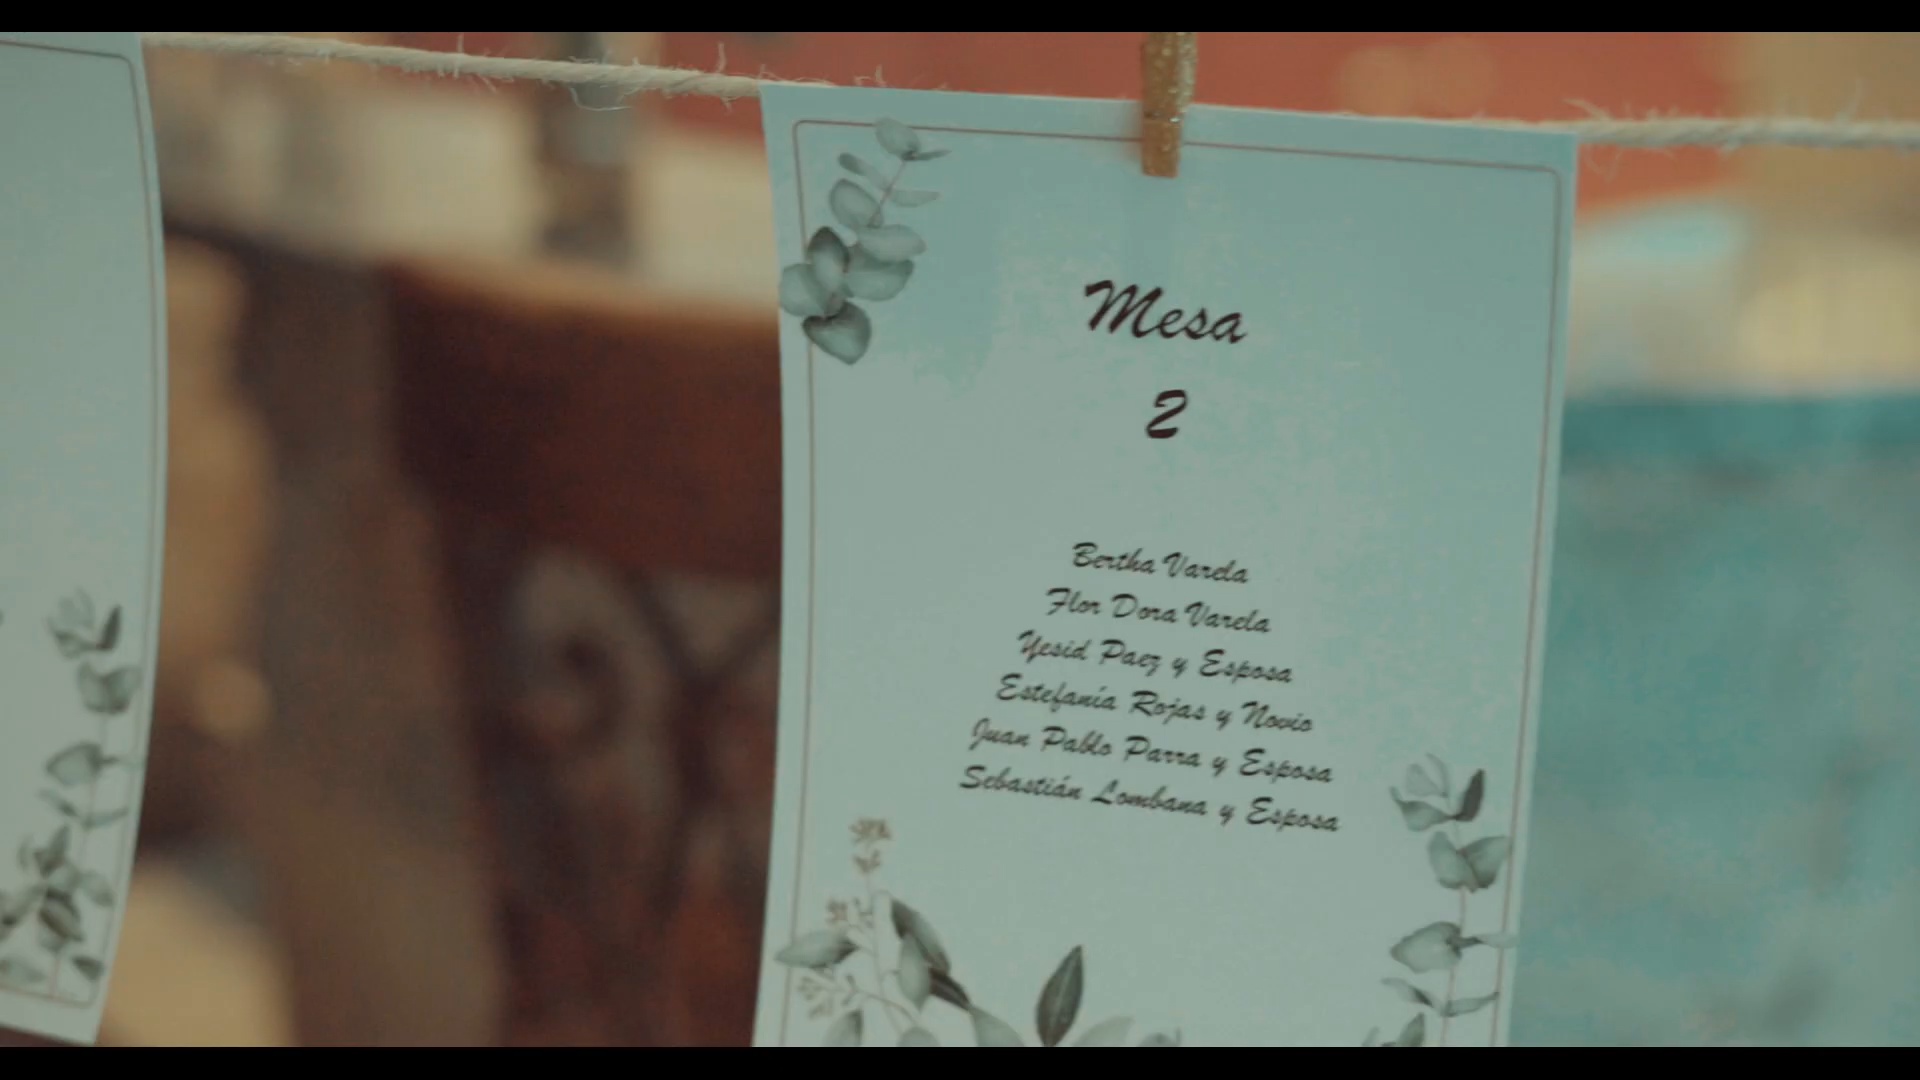 Mesa
2
Bertha Varela
Flor Dora Varela
Yesid Paez y Esposa
Estefanía Rojas y Novio
Juan Pablo Parra y Esposa
Sebastián Lombana y Esposa